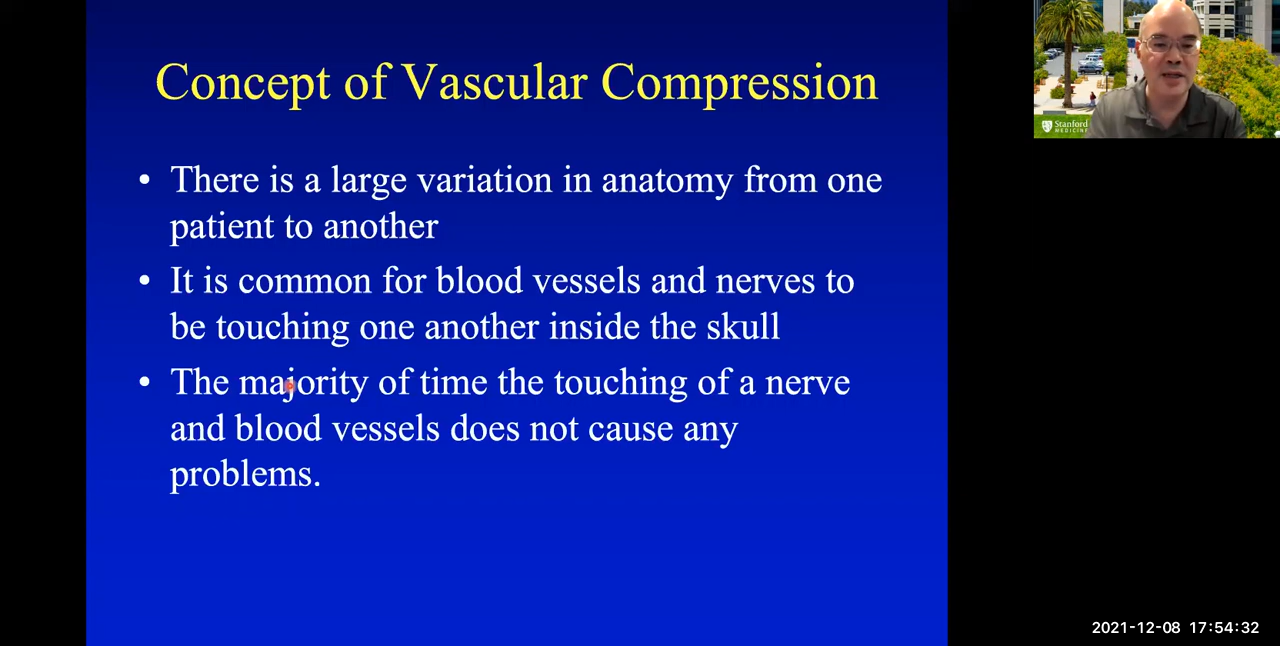 Concept of Vascular Compression
• There is a large variation in anatomy from one
patient to another
• It is common for blood vessels and nerves to
be touching one another inside the skull
• The majority of time the touching of a nerve
and blood vessels does not cause any
problems.
Stanford
MEDICINE
2021-12-08 17:54:32